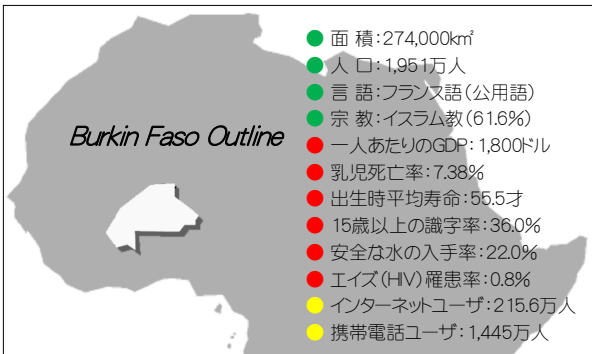 Burkin Faso Outline
面 積:274,000k㎡
人 口:1,951万人
言 語:フランス語(公用語)
宗 教:イスラム教(61.6%)
一人あたりのGDP:1,800ドル
乳児死亡率:7.38%
出生時平均寿命:55.5才
15歳以上の識字率:36.0%
安全な水の入手率:22.0%
エイズ(HIV)罹患率:0.8%
インターネットユーザ:215.6万人
携帯電話ユーザ:1,445万人